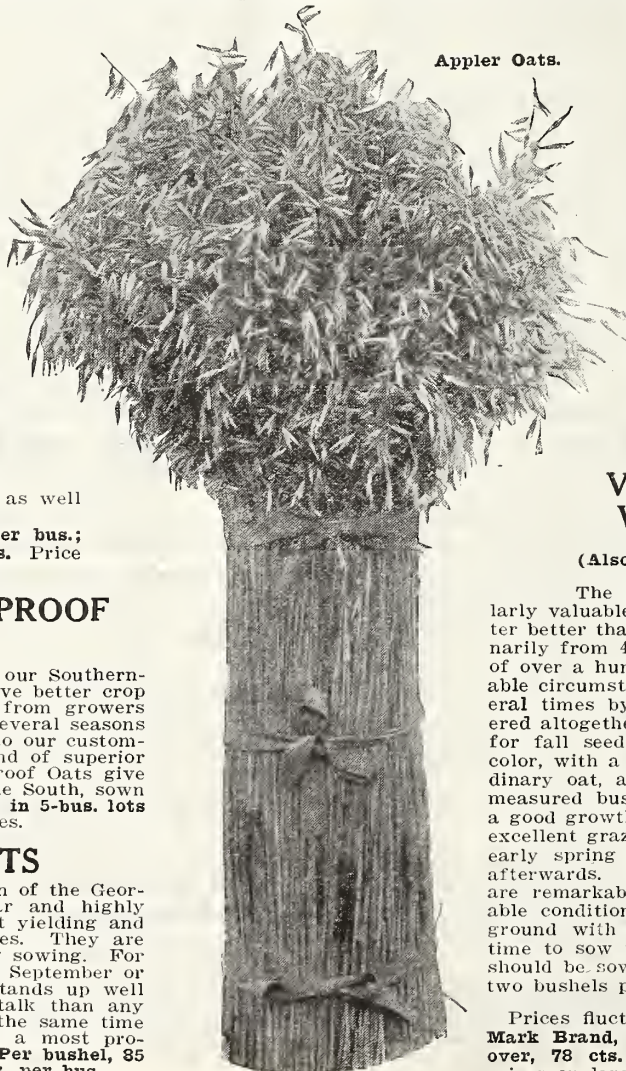 Appler Oats.
as well
er bus.;
s. Price
PROOF
our Southern-
ve better crop
from growers
everal seasons
o our custom-
nd of superior
roof Oats give
e South, sown
in 5-bus. lots
es.
TS
n of the Geor-
ar and highly
t yielding and
es. They are
sowing. For
September or
tands up well
talk than any
the same time
a most pro-
Per bushel, 85
per bus.
V
(Also
The
larly valuable
ter better tha
narily from 4
of over a hun
able circumst
eral times by
ered altogethe
for fall seed
color, with a
dinary oat, a
measured bus
a good growth
excellent graz
early spring
afterwards.
are remarkab
able condition
ground with
time to sow
should be sow
two bushels p
Prices fluct
Mark Brand,
over, 78 cts.